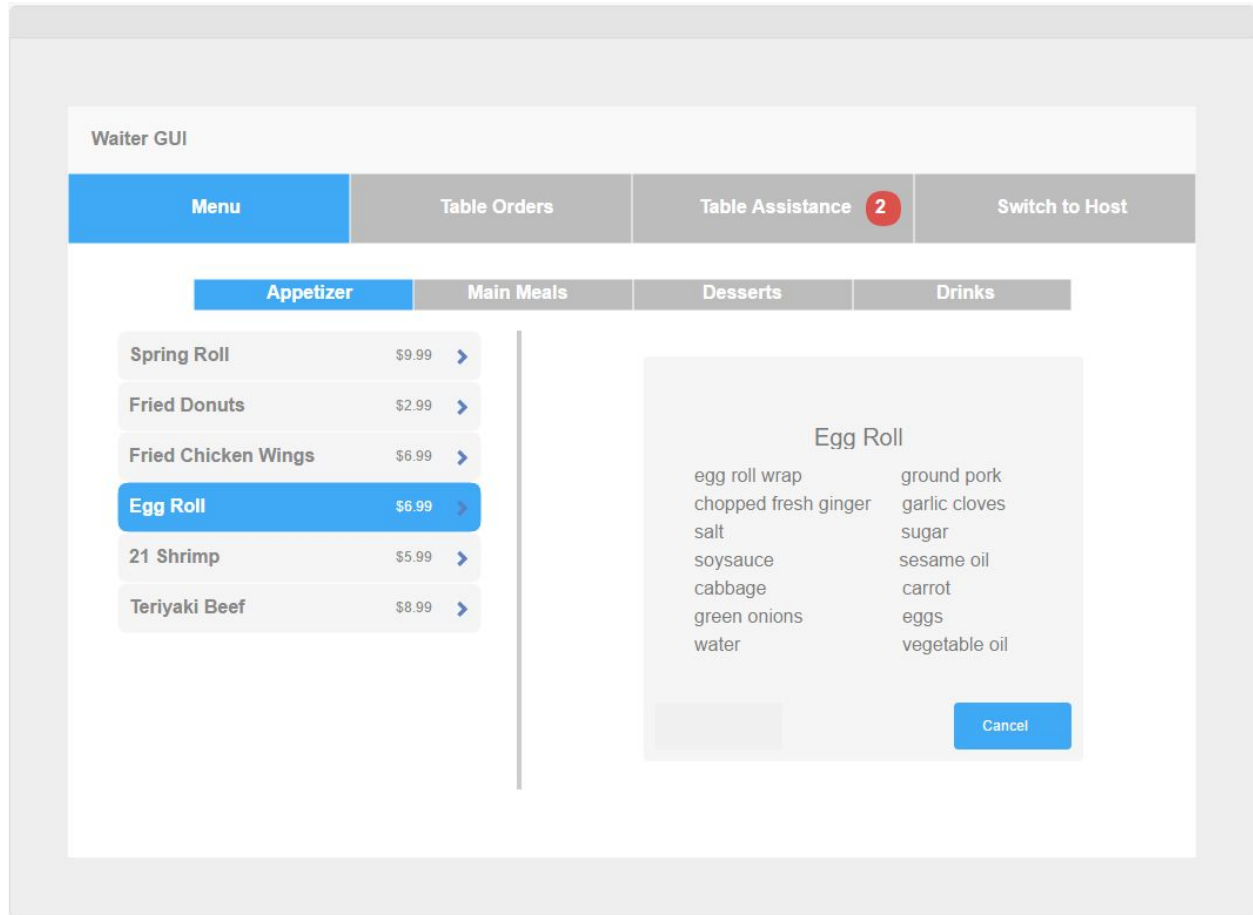 Waiter GUI
Menu Table Orders Table Assistance 2 Switch to Host
Appetizer Main Meals Desserts Drinks
Spring Roll $9.99
Fried Donuts $2.99
Fried Chicken Wings $6.99
Egg Roll $6.99
21 Shrimp $5.99
Teriyaki Beef $8.99
Egg Roll
egg roll wrap ground pork
chopped fresh ginger garlic cloves
salt sugar
soysauce sesame oil
cabbage carrot
green onions eggs
water vegetable oil
Cancel